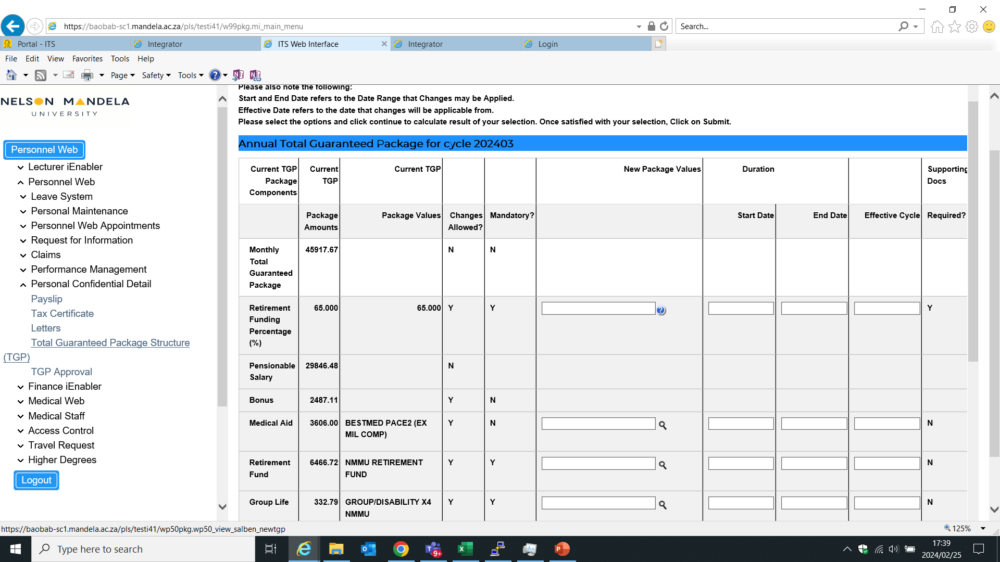 https://baobab-sc1.mandela.ac.za/pls/testi41/w99pkg.mi_main_menu
Search...
Portal - ITS
Integrator
ITS Web Interface
Integrator
Login
File Edit View Favorites Tools Help
Page Safety Tools
NELSON MANDELA
UNIVERSITY
Personnel Web
Lecturer iEnabler
Personnel Web
Leave System
Personal Maintenance
Personnel Web Appointments
Request for Information
Claims
Performance Management
Personal Confidential Detail
Payslip
Tax Certificate
Letters
Total Guaranteed Package Structure
(TGP)
TGP Approval
Finance iEnabler
Medical Web
Medical Staff
Access Control
Travel Request
Higher Degrees
Logout
Please also note the following:
Start and End Date refers to the Date Range that Changes may be Applied.
Effective Date refers to the date that changes will be applicable from.
Please select the options and click continue to calculate result of your selection. Once satisfied with your selection, Click on Submit.
Annual Total Guaranteed Package for cycle 202403
Current TGP
Package
Components
Current
TGP
Current TGP
New Package Values
Duration
Supporting
Docs
Package
Amounts
Package Values
Changes
Allowed?
Mandatory?
Start Date
End Date
Effective Cycle
Required?
Monthly
Total
Guaranteed
Package
45917.67
N
N
Retirement
Funding
Percentage
(%)
65.000
65.000
Y
Y
Y
Pensionable
Salary
29846.48
N
Bonus
2487.11
Y
N
Medical Aid
3606.00
BESTMED PACE2 (EX
MIL COMP)
Y
N
N
Retirement
Fund
6466.72
NMMU RETIREMENT
FUND
Y
Y
N
Group Life
332.79
GROUP/DISABILITY X4
NMMU
Y
Y
N
https://baobab-sc1.mandela.ac.za/pls/testi41/wp50pkg.wp50_view_salben_newtgp
125%
Type here to search
9+
17:39
2024/02/25